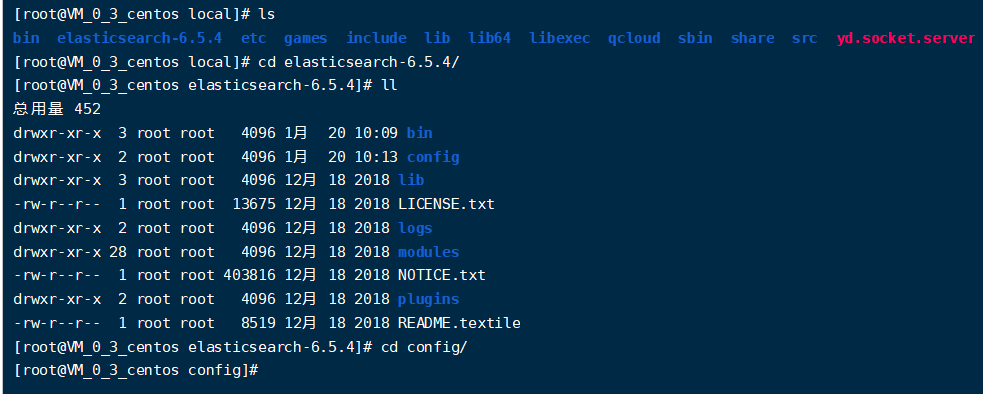 [root@VM_0_3_centos local]# ls
bin  elasticsearch-6.5.4  etc  games  include  lib  lib64  libexec  qcloud  sbin  share  src  yd.socket.server
[root@VM_0_3_centos local]# cd elasticsearch-6.5.4/
[root@VM_0_3_centos elasticsearch-6.5.4]# ll
总用量 452
drwxr-xr-x  3 root root   4096 1月  20 10:09 bin
drwxr-xr-x  2 root root   4096 1月  20 10:13 config
drwxr-xr-x  3 root root   4096 12月 18 2018 lib
-rw-r--r--  1 root root  13675 12月 18 2018 LICENSE.txt
drwxr-xr-x  2 root root   4096 12月 18 2018 logs
drwxr-xr-x 28 root root   4096 12月 18 2018 modules
-rw-r--r--  1 root root 403816 12月 18 2018 NOTICE.txt
drwxr-xr-x  2 root root   4096 12月 18 2018 plugins
-rw-r--r--  1 root root   8519 12月 18 2018 README.textile
[root@VM_0_3_centos elasticsearch-6.5.4]# cd config/
[root@VM_0_3_centos config]#